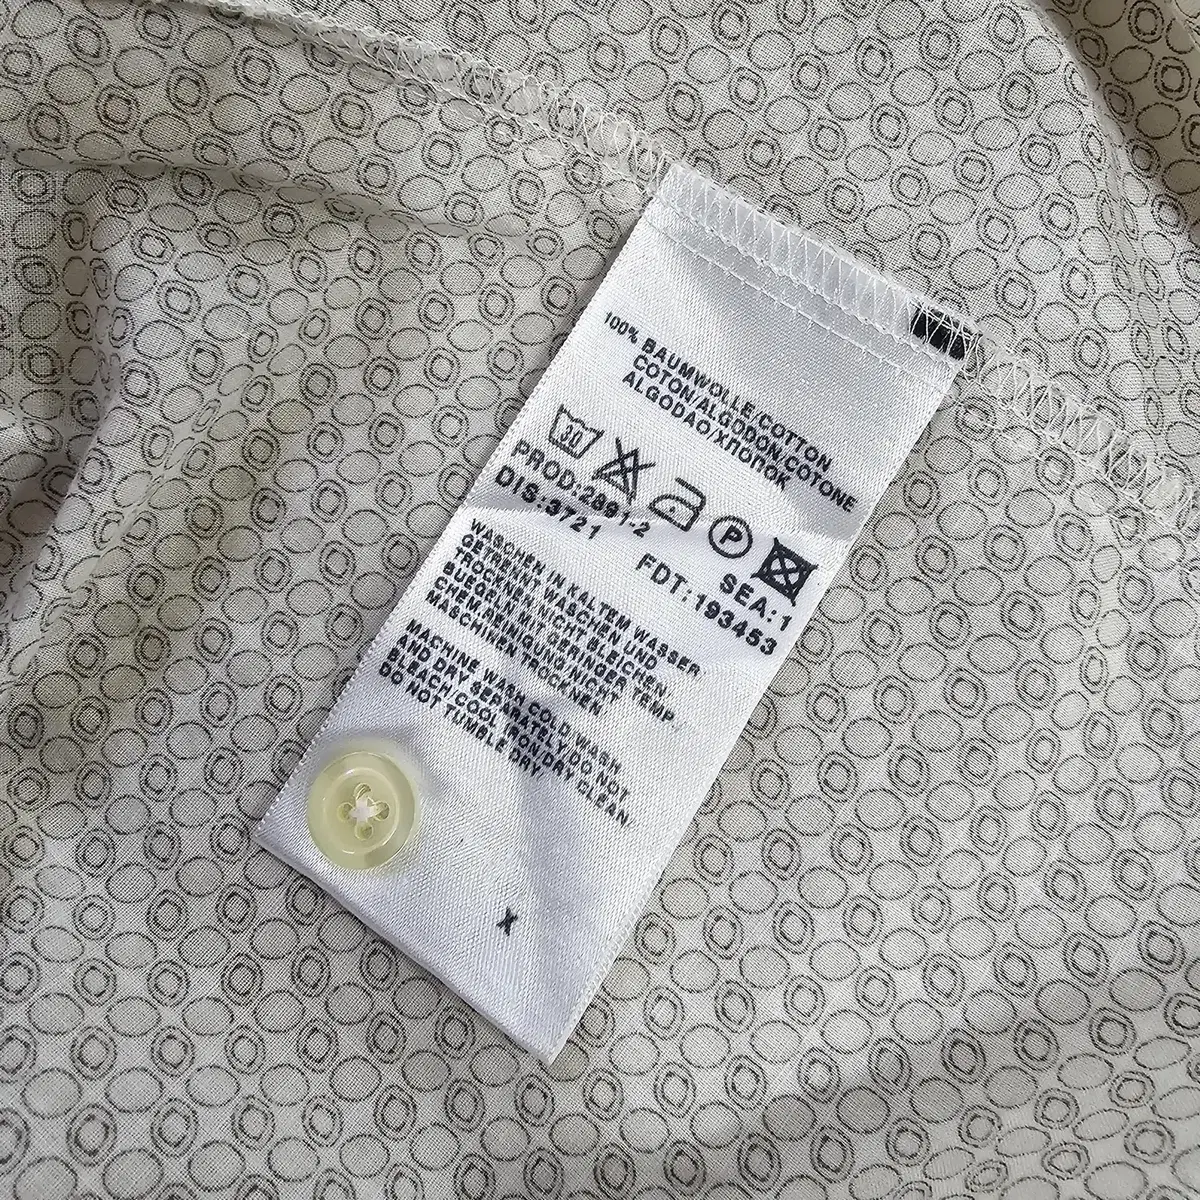 100% BAUMWOLLE/COTTON
COTON/ALGODON/COTONE
ALGODAO/ХЛОПОК
30
P
PROD:2891-2 SEA:1
DIS:3721 FDT:193453
WASCHEN IN KALTEM WASSER
GETRENNT WASCHEN UND
TROCKNEN/NICHT BLEICHEN
BUEGELN MIT GERINGER TEMP
CHEM.REINIGUNG/NICHT
MASCHINENTROCKNEN
MACHINE WASH COLD,WASH
AND DRY SEPARATELY/DO NOT
BLEACH COOL IRON/DRY CLEAN
DO NOT TUMBLE DRY
X